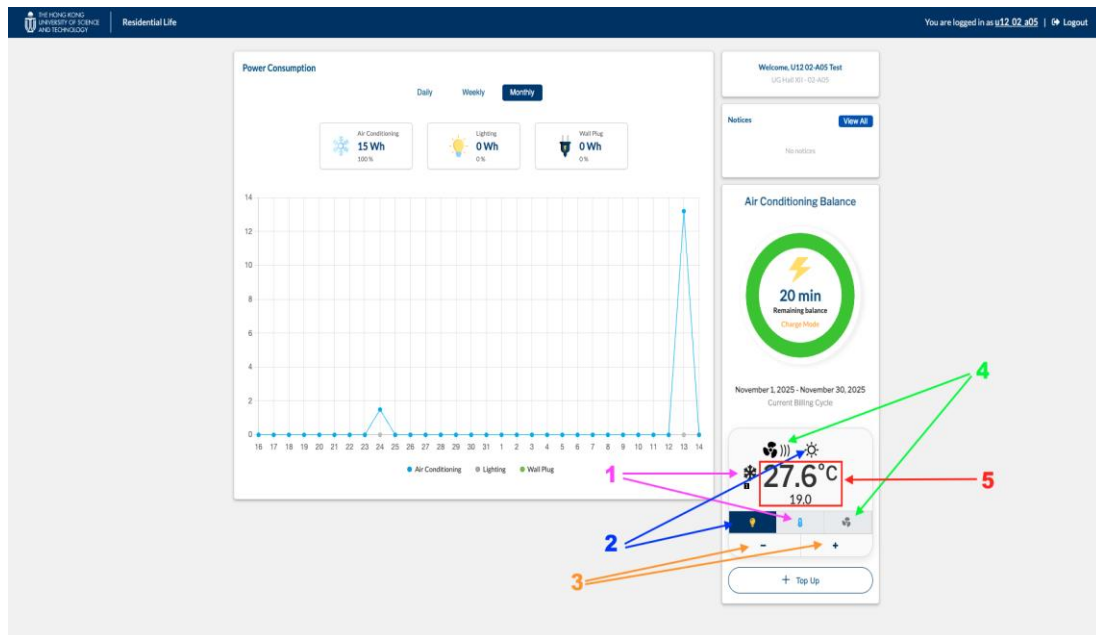 THE HONG KONG
UNIVERSITY OF SCIENCE
AND TECHNOLOGY
Residential Life
You are logged in as u12_02_a05 | Logout
Power Consumption
Daily Weekly Monthly
Air Conditioning
15 Wh
100%
Lighting
0 Wh
0%
Wall Plug
0 Wh
0%
14
12
10
8
6
4
2
0
16 17 18 19 20 21 22 23 24 25 26 27 28 29 30 31 1 2 3 4 5 6 7 8 9 10 11 12 13 14
Air Conditioning Lighting Wall Plug
Welcome, U12 02-A05 Test
UG Hall XII - 02-A05
Notices View All
No notices
Air Conditioning Balance
20 min
Remaining balance
Charge Mode
November 1, 2025 - November 30, 2025
Current Billing Cycle
27.6°C
19.0
- +
+ Top Up
1
2
3
4
5